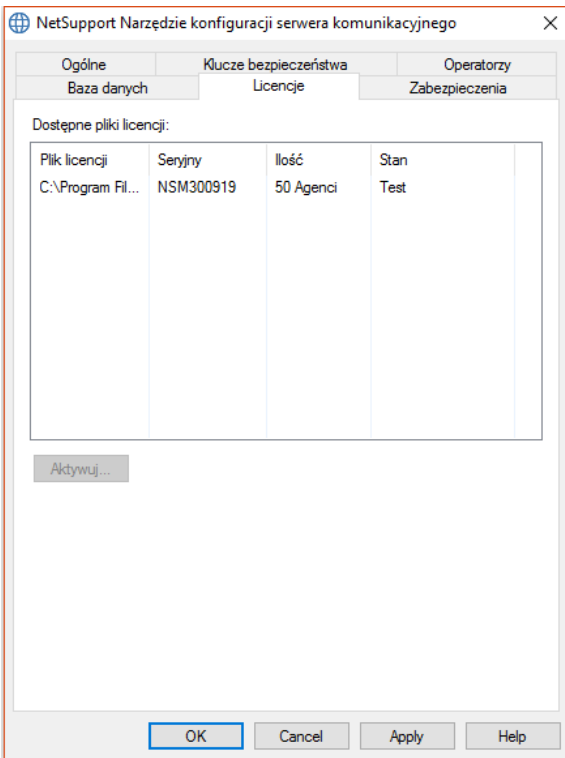 NetSupport Narzędzie konfiguracji serwera komunikacyjnego
Ogólne Klucze bezpieczeństwa Operatorzy
Baza danych Licencje Zabezpieczenia
Dostępne pliki licencji:
Plik licencji Seryjny Ilość Stan
C:\Program Fil... NSM300919 50 Agenci Test
Aktywuj...
OK Cancel Apply Help